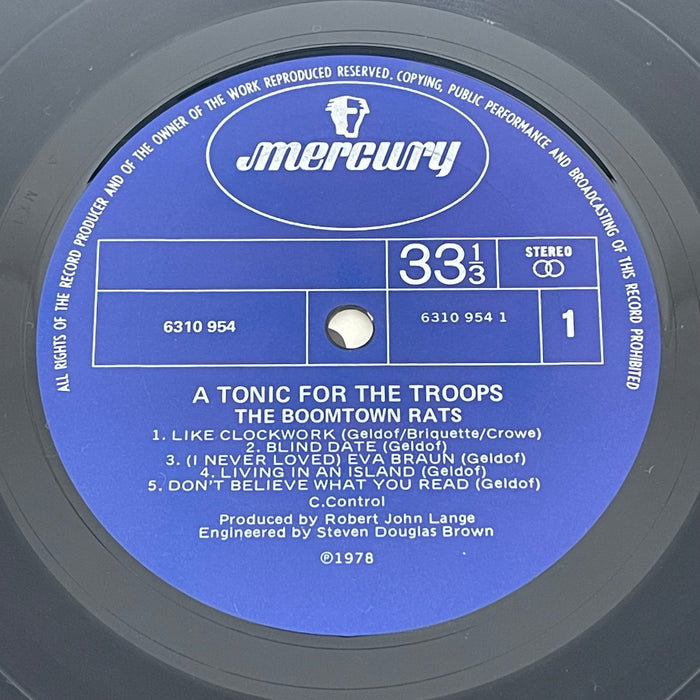 ALL RIGHTS OF THE RECORD PRODUCER AND OF THE OWNER OF THE WORK REPRODUCED RESERVED. COPYING, PUBLIC PERFORMANCE AND BROADCASTING OF THIS RECORD PROHIBITED
mercury
33 1/3
STEREO
6310 954
6310 954 1
1
A TONIC FOR THE TROOPS
THE BOOMTOWN RATS
1. LIKE CLOCKWORK (Geldof/Briquette/Crowe)
2. BLIND DATE (Geldof)
3. (I NEVER LOVED) EVA BRAUN (Geldof)
4. LIVING IN AN ISLAND (Geldof)
5. DON'T BELIEVE WHAT YOU READ (Geldof)
C.Control
Produced by Robert John Lange
Engineered by Steven Douglas Brown
℗1978